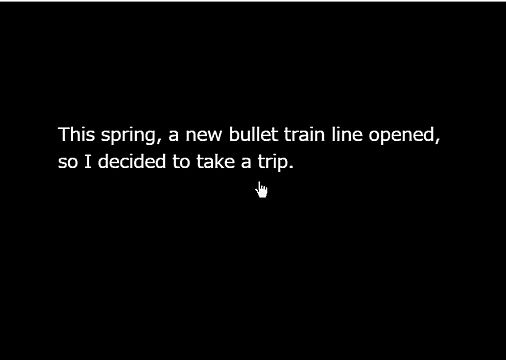 This spring, a new bullet train line opened,
so I decided to take a trip.